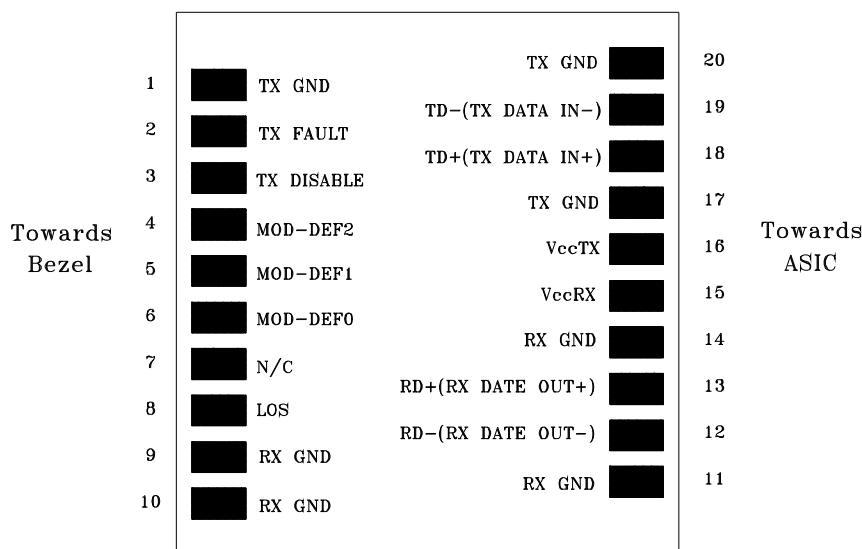 Towards
Bezel
1 TX GND
2 TX FAULT
3 TX DISABLE
4 MOD-DEF2
5 MOD-DEF1
6 MOD-DEF0
7 N/C
8 LOS
9 RX GND
10 RX GND
TX GND 20
TD-(TX DATA IN-) 19
TD+(TX DATA IN+) 18
TX GND 17
VccTX 16
VccRX 15
RX GND 14
RD+(RX DATE OUT+) 13
RD-(RX DATE OUT-) 12
RX GND 11
Towards
ASIC